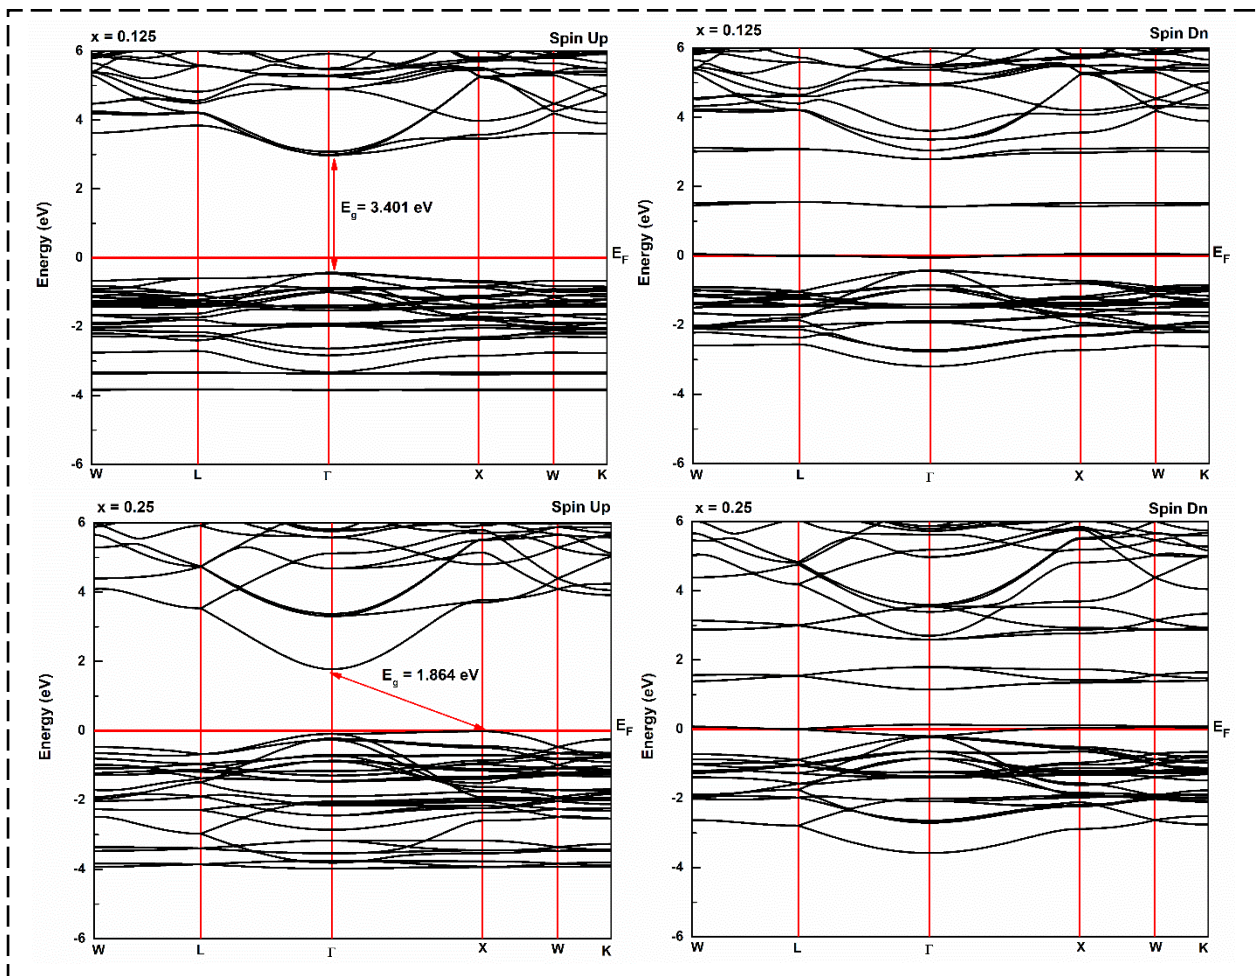 x = 0.125
Spin Up
6
4
2
0
-2
-4
-6
Energy (eV)
E_g = 3.401 eV
E_F
W
L
Γ
X
W
K
x = 0.125
Spin Dn
6
4
2
0
-2
-4
-6
Energy (eV)
E_F
W
L
Γ
X
W
K
x = 0.25
Spin Up
6
4
2
0
-2
-4
-6
Energy (eV)
E_g = 1.864 eV
E_F
W
L
Γ
X
W
K
x = 0.25
Spin Dn
6
4
2
0
-2
-4
-6
Energy (eV)
E_F
W
L
Γ
X
W
K